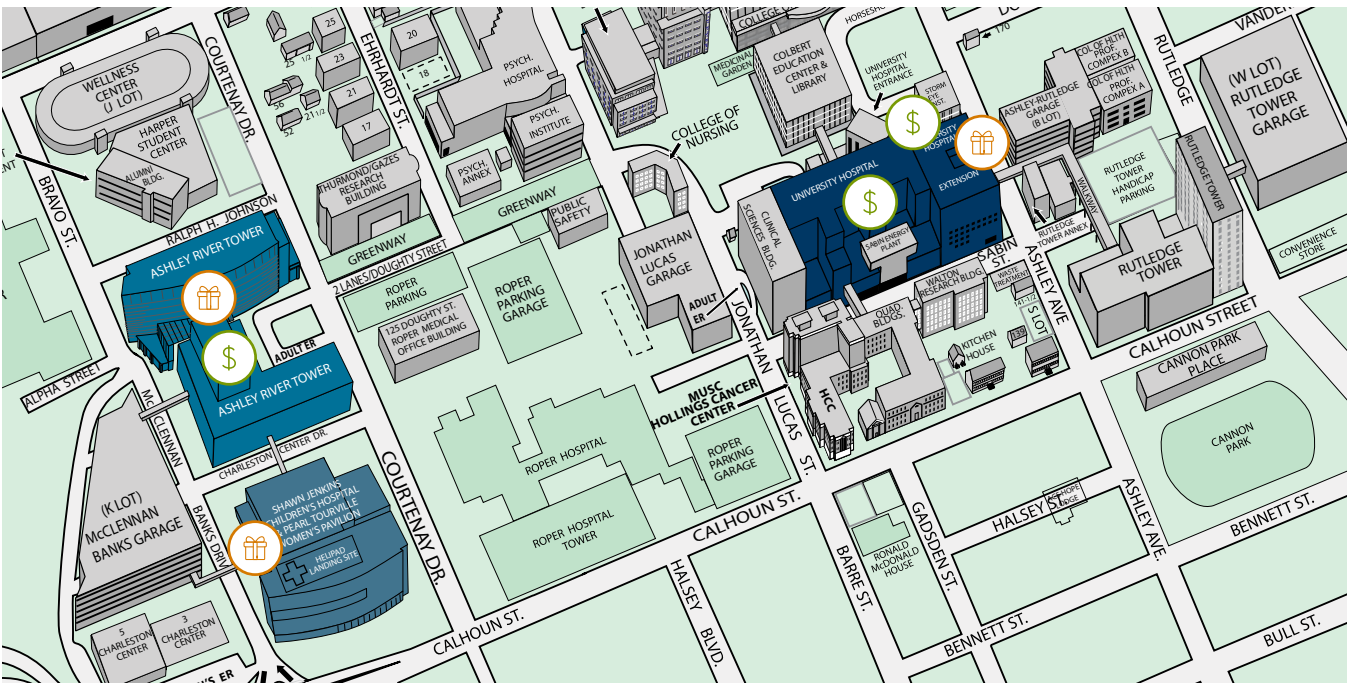 WELLNESS
CENTER
(J LOT)
HARPER
STUDENT
CENTER
ALUMNI
BLDG.
COURTENAY DR.
EHRHARDT ST.
25
25 1/2
23
56
21
21 1/2
52
17
20
18
PSYCH.
HOSPITAL
PSYCH.
INSTITUTE
PSYCH.
ANNEX
THURMOND/GAZES
RESEARCH
BUILDING
GREENWAY
GREENWAY
PUBLIC
SAFETY
COLLEGE OF
NURSING
MEDICINAL
GARDEN
COLBERT
EDUCATION
CENTER &
LIBRARY
UNIVERSITY
HOSPITAL
ENTRANCE
STORM
EYE
170
COL OF HLTH
PROF.
COMPEX B
COL OF HLTH
PROF.
COMPEX A
ASHLEY-RUTLEDGE
GARAGE
(B LOT)
RUTLEDGE
(W LOT)
RUTLEDGE
TOWER
GARAGE
BRAVO ST.
RALPH H. JOHNSON
ASHLEY RIVER TOWER
$
ADULT ER
ASHLEY RIVER TOWER
ALPHA STREET
2 LANES/DOUGHTY STREET
ROPER
PARKING
125 DOUGHTY ST.
ROPER MEDICAL
OFFICE BUILDING
ROPER
PARKING
GARAGE
JONATHAN
LUCAS
GARAGE
ADULT
ER
JONATHAN
LUCAS
ST.
CLINICAL
SCIENCES BLDG.
UNIVERSITY HOSPITAL
$
$
EXTENSION
SABIN ENERGY
PLANT
SABIN
ST.
WALTON
RESEARCH BLDG.
WASTE
TREATMENT
141-1/2
S LOT
139
QUAD
BLDGS.
KITCHEN
HOUSE
HCC
MUSC
HOLLINGS CANCER
CENTER
WALKWAY
RUTLEDGE
TOWER ANNEX
RUTLEDGE
TOWER
HANDICAP
PARKING
RUTLEDGE TOWER
RUTLEDGE
TOWER
CONVENIENCE
STORE
ASHLEY AVE
CALHOUN STREET
CANNON PARK
PLACE
CANNON
PARK
CHARLESTON CENTER DR.
(K LOT)
McCLENNAN
BANKS GARAGE
SHAWN JENKINS
CHILDREN'S HOSPITAL
& PEARL TOURVILLE
WOMEN'S PAVILION
HELIPAD
LANDING SITE
5
CHARLESTON
CENTER
3
CHARLESTON
CENTER
COURTENAY DR.
ROPER HOSPITAL
ROPER HOSPITAL
TOWER
ROPER
PARKING
GARAGE
CALHOUN ST.
CALHOUN ST.
HALSEY
BLVD.
BARRE ST.
RONALD
McDONALD
HOUSE
GADSDEN ST.
HALSEY ST.
ASHLEY AVE.
BENNETT ST.
BENNETT ST.
BULL ST.